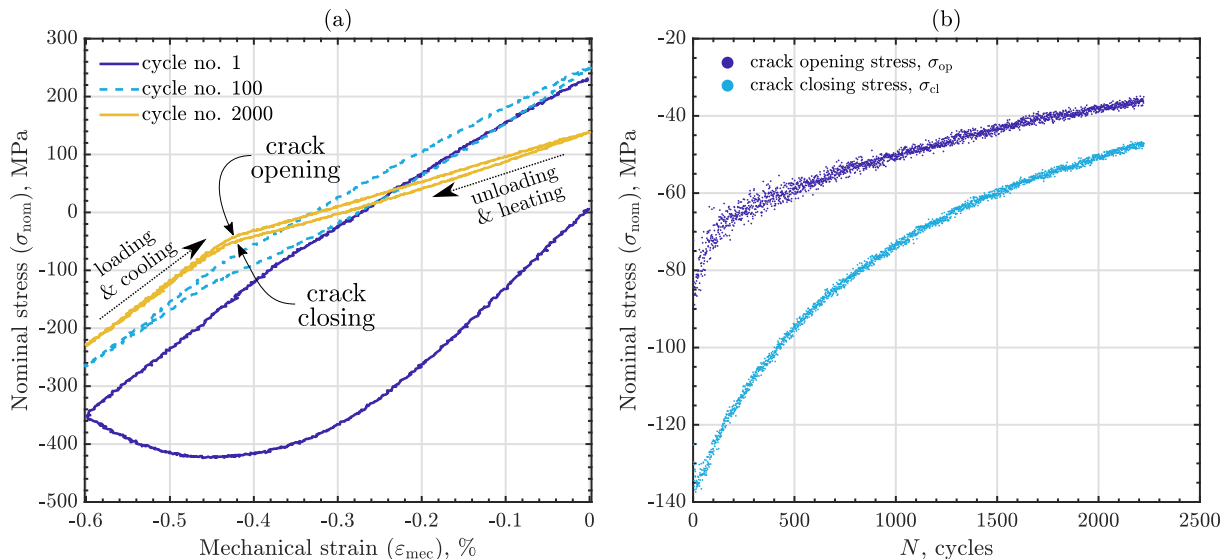 (a)
300
200
100
0
-100
-200
-300
-400
-500
Nominal stress (σnom), MPa
cycle no. 1
cycle no. 100
cycle no. 2000
crack
opening
unloading
& heating
loading
& cooling
crack
closing
-0.6
-0.5
-0.4
-0.3
-0.2
-0.1
0
Mechanical strain (εmec), %
(b)
-20
-40
-60
-80
-100
-120
-140
Nominal stress (σnom), MPa
crack opening stress, σop
crack closing stress, σcl
0
500
1000
1500
2000
2500
N, cycles